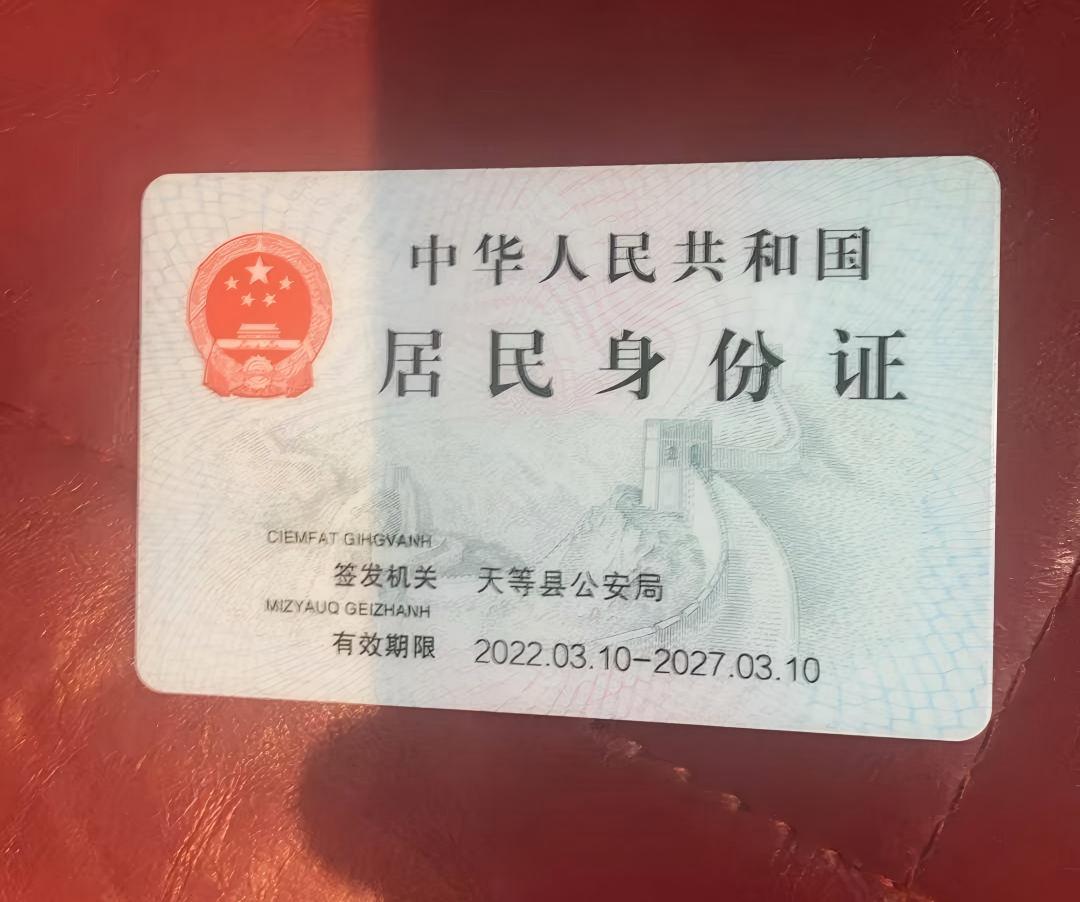 中华人民共和国
居民身份证
CIEMFAT GIHGVANH
签发机关 天等县公安局
MIZYAUQ GEIZHANH
有效期限 2022.03.10-2027.03.10